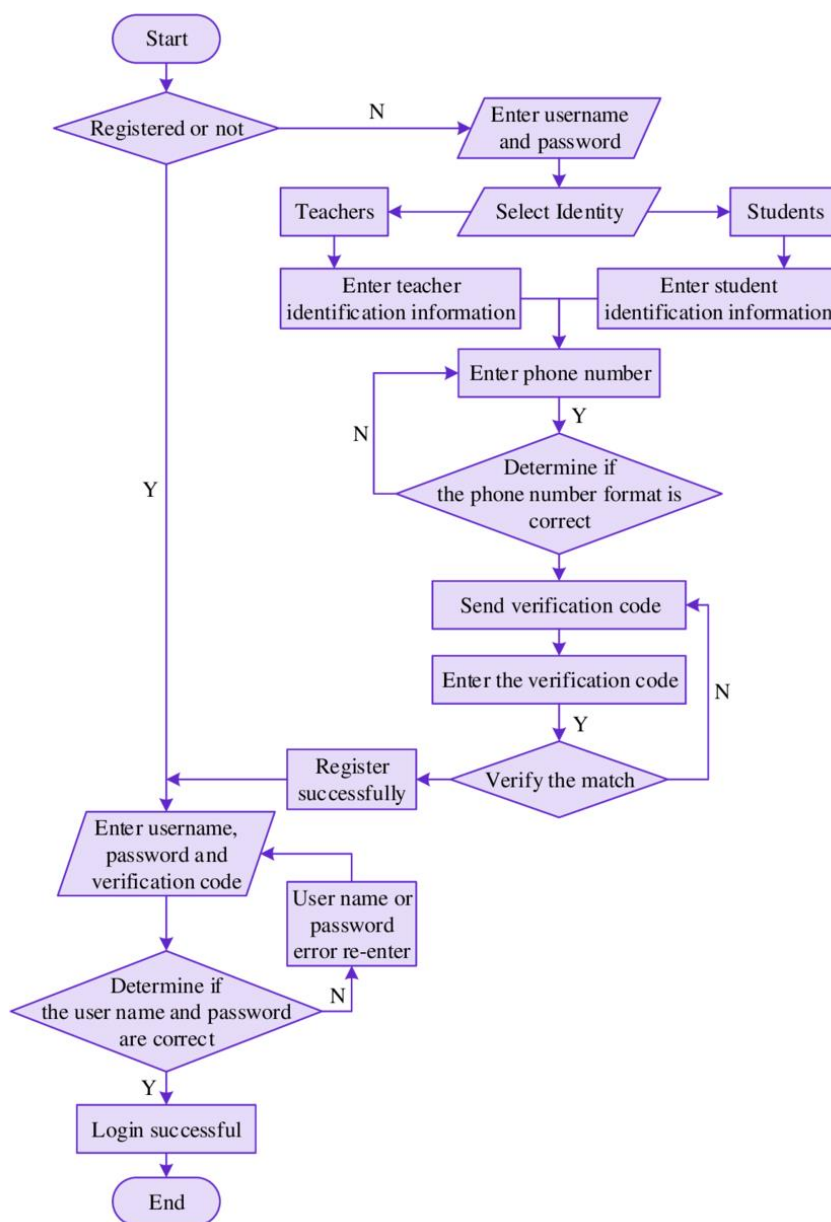 Start
Registered or not
N
Enter username
and password
Teachers
Select Identity
Students
Enter teacher
identification information
Enter student
identification information
Enter phone number
N
Y
Determine if
the phone number format is
correct
Y
Send verification code
Enter the verification code
N
Y
Register
successfully
Verify the match
Enter username,
password and
verification code
User name or
password
error re-enter
Determine if
the user name and password
are correct
N
Y
Login successful
End